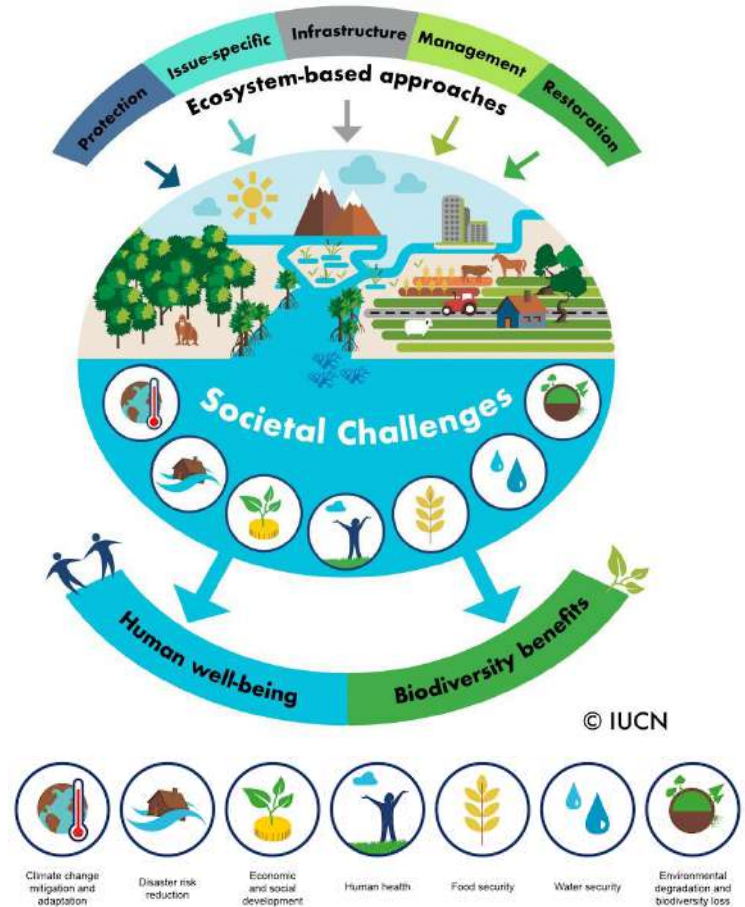 Protection
Issue-specific
Infrastructure
Management
Restoration
Ecosystem-based approaches
Societal Challenges
Human well-being
Biodiversity benefits
© IUCN
Climate change
mitigation and
adaptation
Disaster risk
reduction
Economic
and social
development
Human health
Food security
Water security
Environmental
degradation and
biodiversity loss